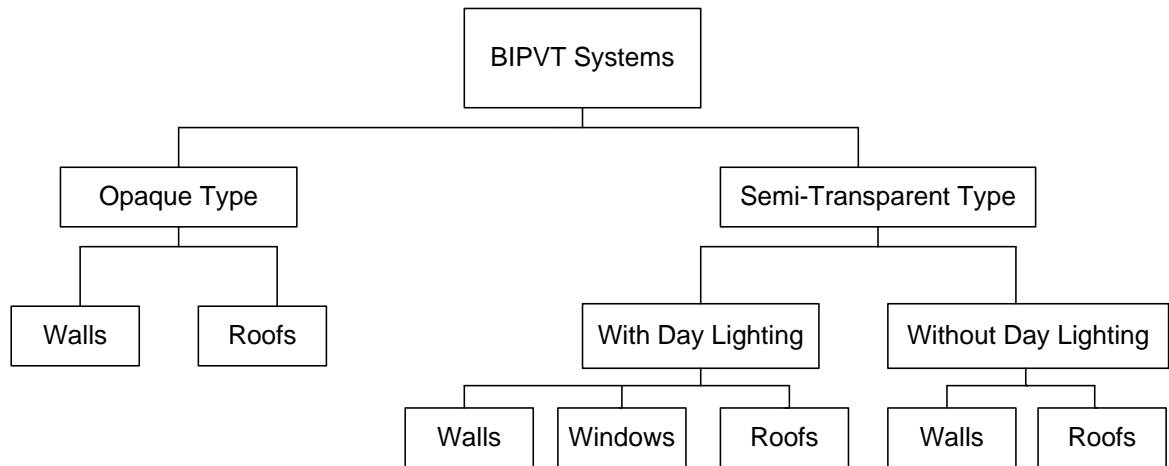 BIPVT Systems
Opaque Type
Semi-Transparent Type
Walls
Roofs
With Day Lighting
Without Day Lighting
Walls
Windows
Roofs
Walls
Roofs